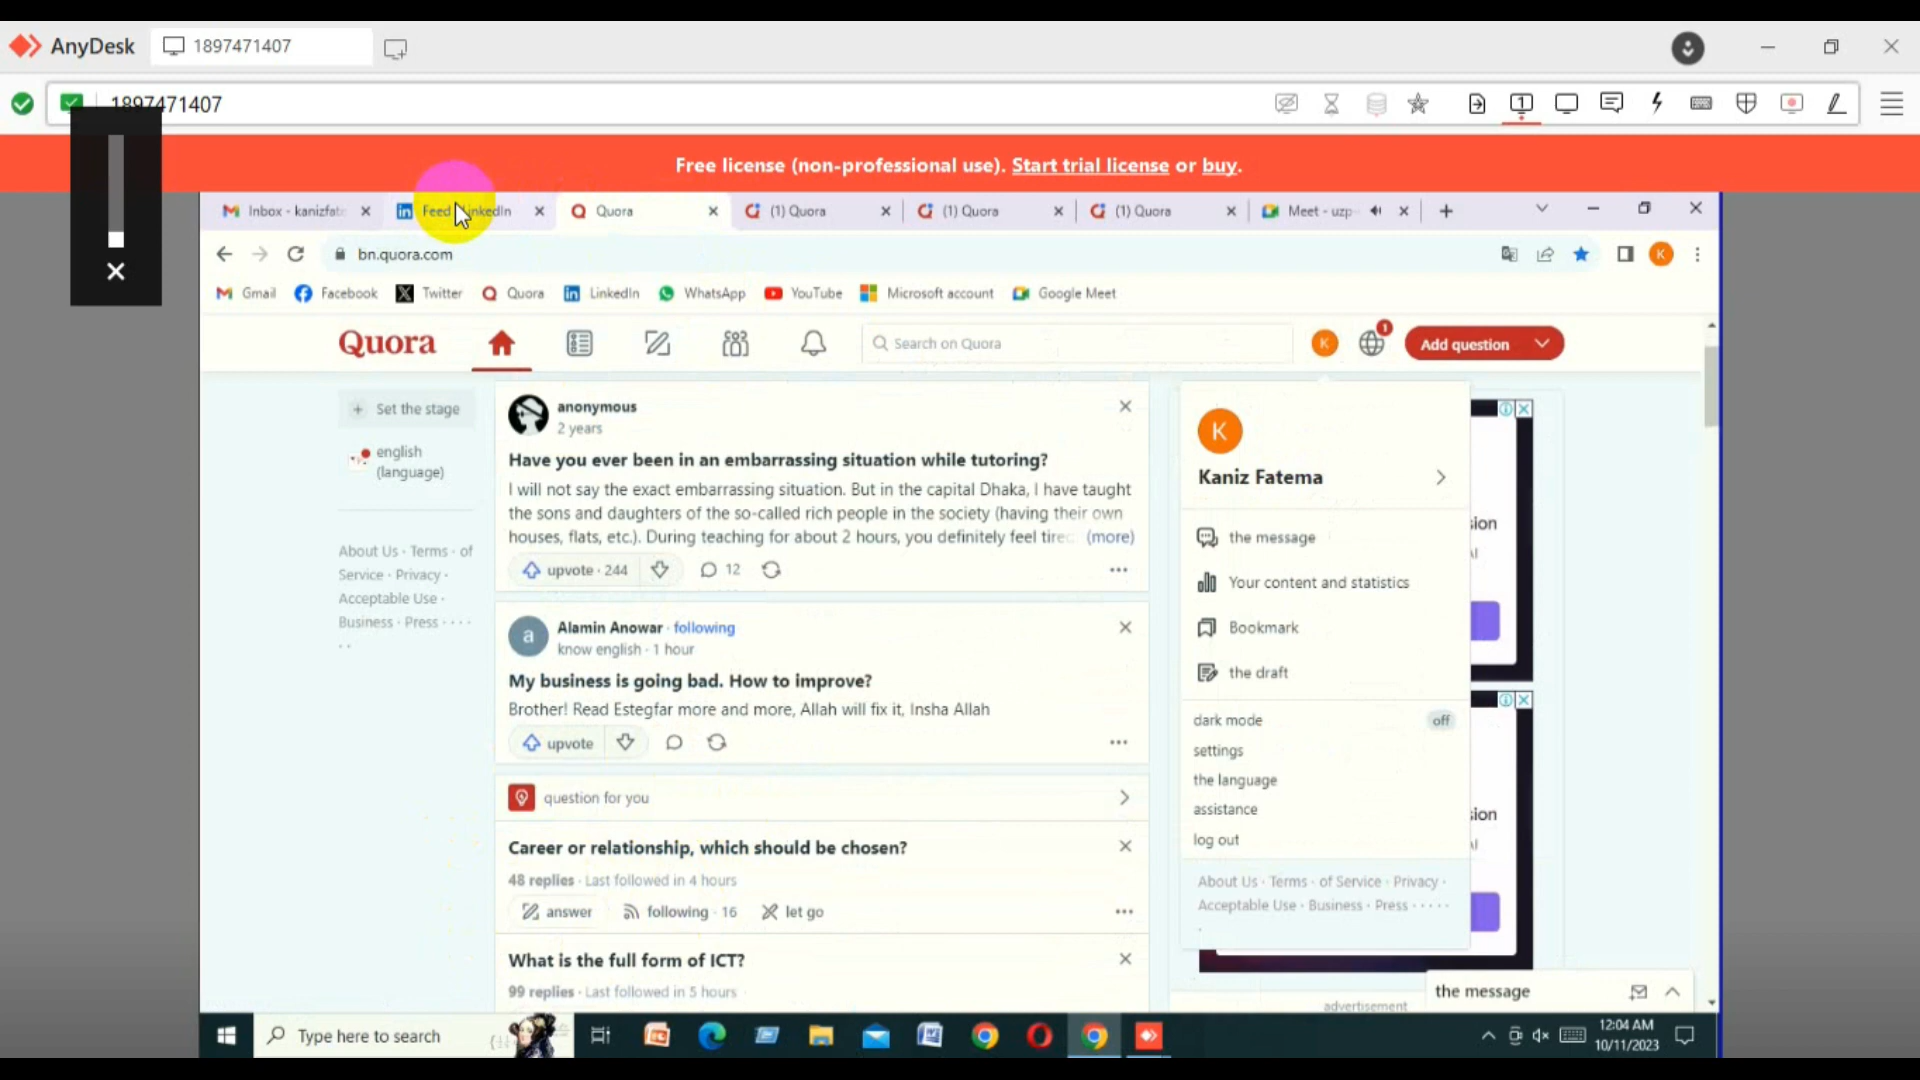 AnyDesk
1897471407
1897471407
1
Free license (non-professional use). Start trial license or buy.
Inbox - kanizfat
Feed LinkedIn
Quora
(1) Quora
(1) Quora
(1) Quora
Meet - uzp
bn.quora.com
K
Gmail
Facebook
Twitter
Quora
LinkedIn
WhatsApp
YouTube
Microsoft account
Google Meet
Quora
Search on Quora
K
1
Add question
+ Set the stage
english
(language)
About Us · Terms · of
Service · Privacy ·
Acceptable Use ·
Business · Press · · · ·
· ·
anonymous
2 years
Have you ever been in an embarrassing situation while tutoring?
I will not say the exact embarrassing situation. But in the capital Dhaka, I have taught
the sons and daughters of the so-called rich people in the society (having their own
houses, flats, etc.). During teaching for about 2 hours, you definitely feel tired (more)
upvote · 244
12
a
Alamin Anowar · following
know english · 1 hour
My business is going bad. How to improve?
Brother! Read Estegfar more and more, Allah will fix it, Insha Allah
upvote
question for you
Career or relationship, which should be chosen?
48 replies · Last followed in 4 hours
answer
following · 16
let go
What is the full form of ICT?
99 replies · Last followed in 5 hours
K
Kaniz Fatema
the message
Your content and statistics
Bookmark
the draft
dark mode
off
settings
the language
assistance
log out
About Us · Terms · of Service · Privacy ·
Acceptable Use · Business · Press · · · · ·
·
sion
sion
advertisement
the message
Type here to search
12:04 AM
10/11/2023